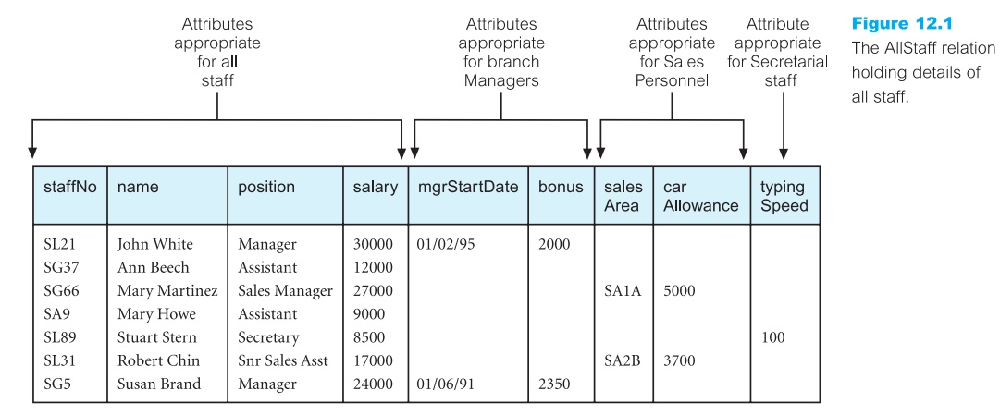 Attributes
appropriate
for all
staff
Attributes
appropriate
for branch
Managers
Attributes
appropriate
for Sales
Personnel
Attribute
appropriate
for Secretarial
staff
Figure 12.1
The AllStaff relation
holding details of
all staff.
staffNo name position salary mgrStartDate bonus sales Area car Allowance typing Speed
SL21 John White Manager 30000 01/02/95 2000
SG37 Ann Beech Assistant 12000
SG66 Mary Martinez Sales Manager 27000 SA1A 5000
SA9 Mary Howe Assistant 9000
SL89 Stuart Stern Secretary 8500 100
SL31 Robert Chin Snr Sales Asst 17000 SA2B 3700
SG5 Susan Brand Manager 24000 01/06/91 2350